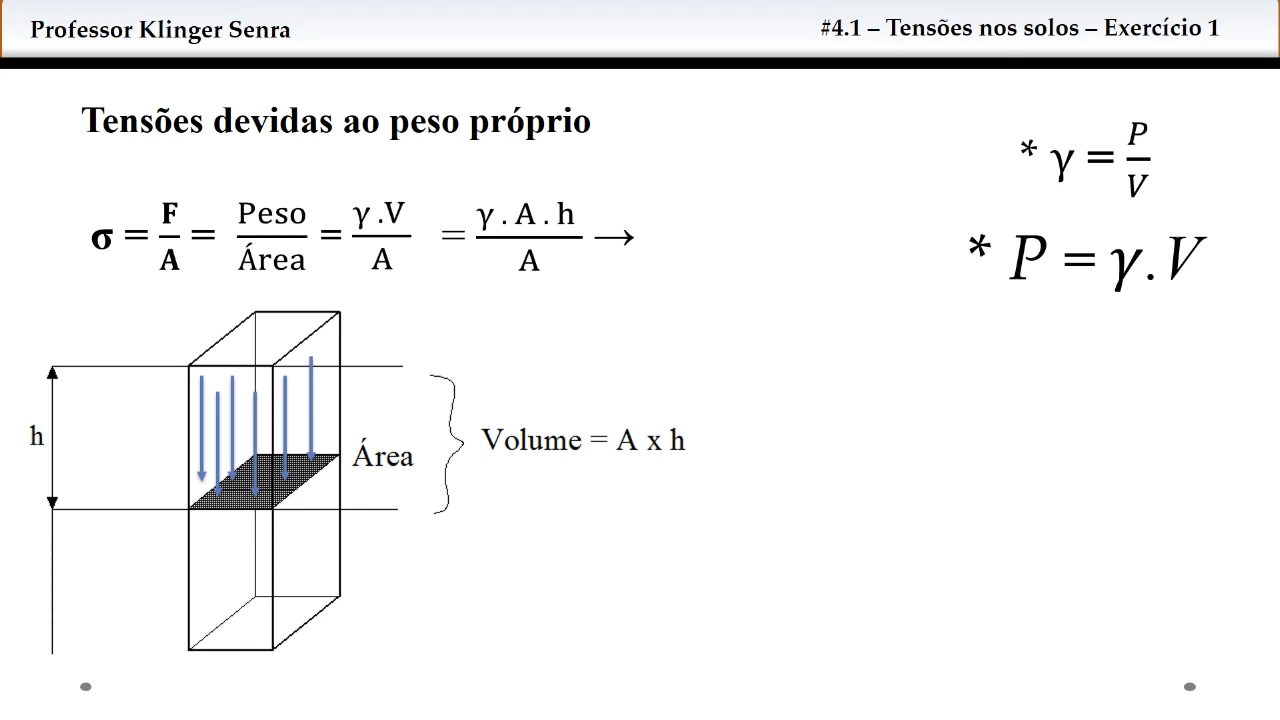 Professor Klinger Senra
#4.1 – Tensões nos solos – Exercício 1
Tensões devidas ao peso próprio
* γ = P/V
σ = F/A = Peso/Área = γ .V/A = γ . A . h/A →
* P = γ. V
h
Área
Volume = A x h